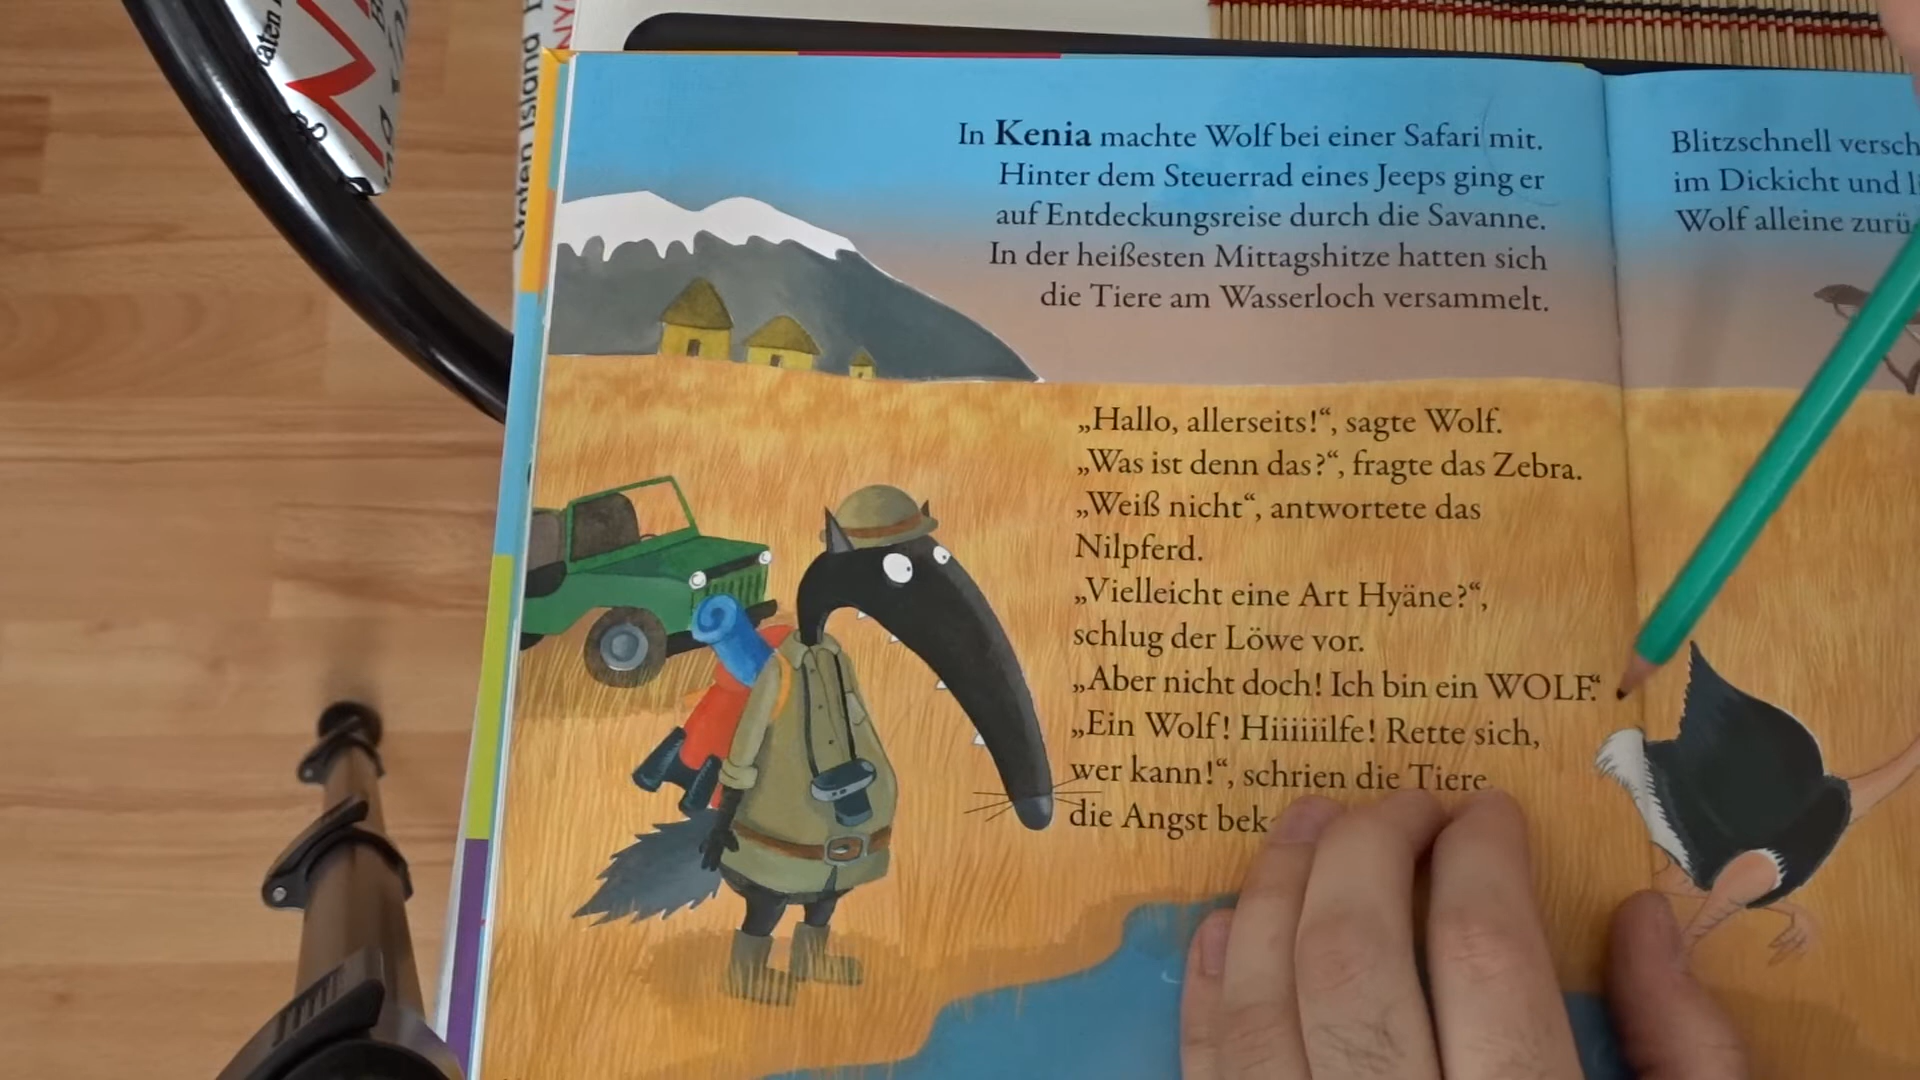 In Kenia machte Wolf bei einer Safari mit.
Hinter dem Steuerrad eines Jeeps ging er
auf Entdeckungsreise durch die Savanne.
In der heißesten Mittagshitze hatten sich
die Tiere am Wasserloch versammelt.
„Hallo, allerseits!“, sagte Wolf.
„Was ist denn das?“, fragte das Zebra.
„Weiß nicht“, antwortete das
Nilpferd.
„Vielleicht eine Art Hyäne?“,
schlug der Löwe vor.
„Aber nicht doch! Ich bin ein WOLF.“
„Ein Wolf! Hiiiiiilfe! Rette sich,
wer kann!“, schrien die Tiere
die Angst
Blitzschnell
im Dickicht und
Wolf alleine
Island